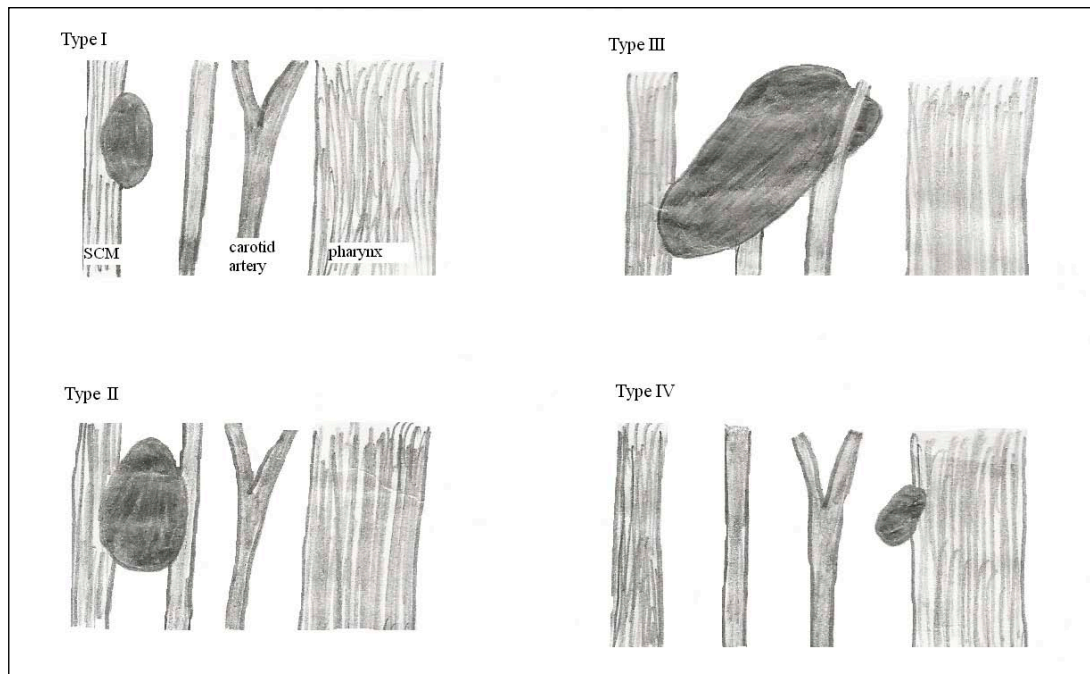 Type I
SCM
carotid
artery
pharynx
Type III
Type II
Type IV